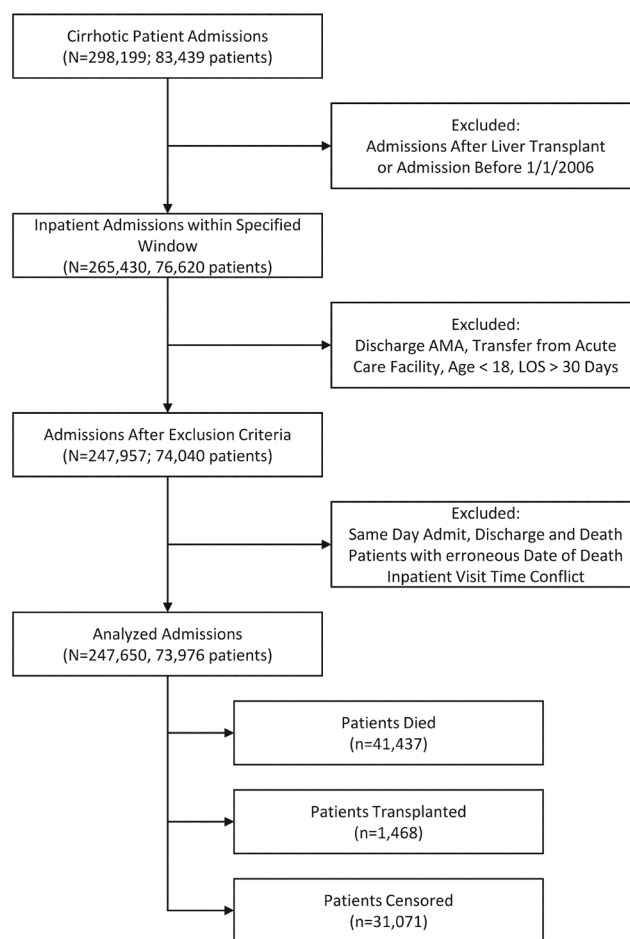 Cirrhotic Patient Admissions
(N=298,199; 83,439 patients)
Excluded:
Admissions After Liver Transplant
or Admission Before 1/1/2006
Inpatient Admissions within Specified
Window
(N=265,430, 76,620 patients)
Excluded:
Discharge AMA, Transfer from Acute
Care Facility, Age < 18, LOS > 30 Days
Admissions After Exclusion Criteria
(N=247,957; 74,040 patients)
Excluded:
Same Day Admit, Discharge and Death
Patients with erroneous Date of Death
Inpatient Visit Time Conflict
Analyzed Admissions
(N=247,650, 73,976 patients)
Patients Died
(n=41,437)
Patients Transplanted
(n=1,468)
Patients Censored
(n=31,071)